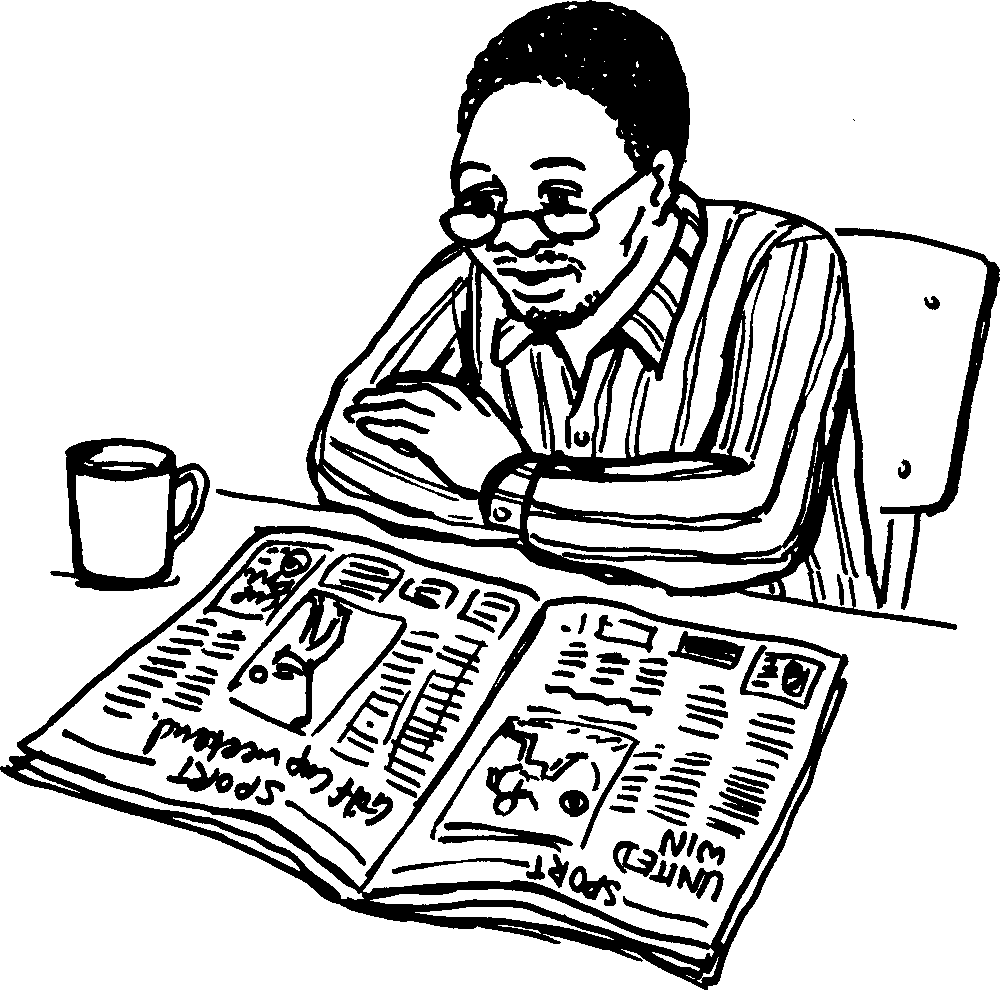 SPORT
UNITED
WIN
SPORT
Golf Cup weekend.